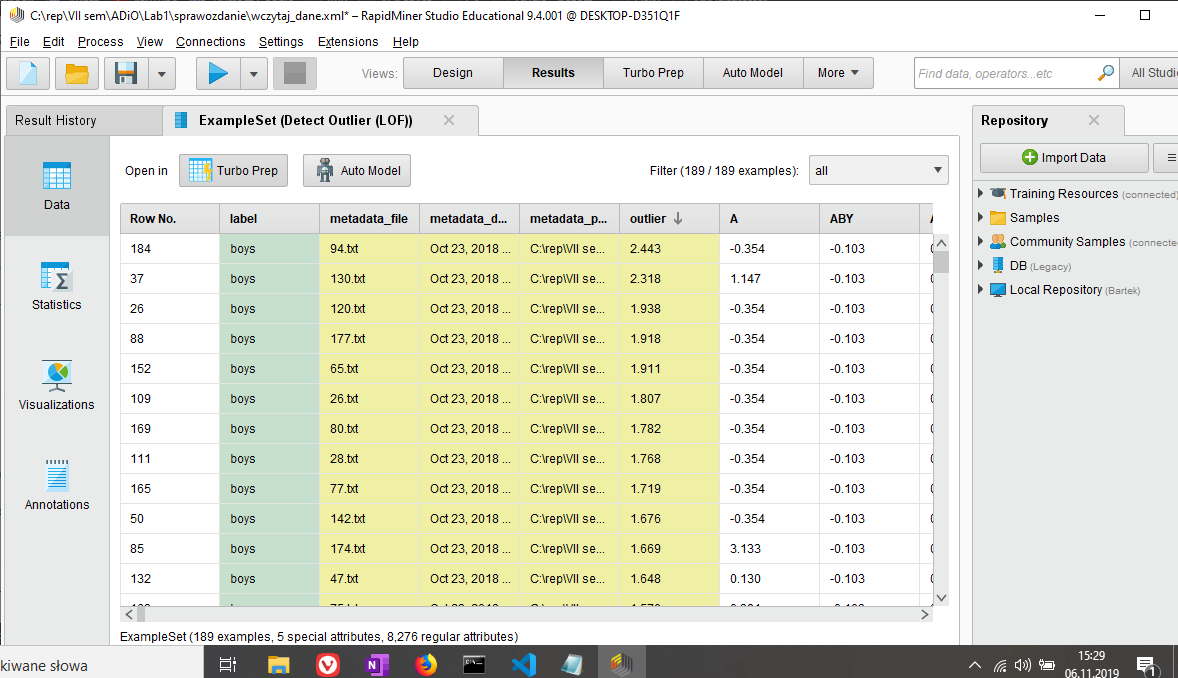 C:\rep\VII sem\ADiO\Lab1\sprawozdanie\wczytaj_dane.xml* – RapidMiner Studio Educational 9.4.001 @ DESKTOP-D351Q1F
File Edit Process View Connections Settings Extensions Help
Views: Design Results Turbo Prep Auto Model More Find data, operators...etc All Studi
Result History ExampleSet (Detect Outlier (LOF)) Repository
Open in Turbo Prep Auto Model Filter (189 / 189 examples): all Import Data
Data
Statistics
Visualizations
Annotations
Row No. label metadata_file metadata_d... metadata_p... outlier A ABY
184 boys 94.txt Oct 23, 2018 ... C:\rep\VII se... 2.443 -0.354 -0.103
37 boys 130.txt Oct 23, 2018 ... C:\rep\VII se... 2.318 1.147 -0.103
26 boys 120.txt Oct 23, 2018 ... C:\rep\VII se... 1.938 -0.354 -0.103
88 boys 177.txt Oct 23, 2018 ... C:\rep\VII se... 1.918 -0.354 -0.103
152 boys 65.txt Oct 23, 2018 ... C:\rep\VII se... 1.911 -0.354 -0.103
109 boys 26.txt Oct 23, 2018 ... C:\rep\VII se... 1.807 -0.354 -0.103
169 boys 80.txt Oct 23, 2018 ... C:\rep\VII se... 1.782 -0.354 -0.103
111 boys 28.txt Oct 23, 2018 ... C:\rep\VII se... 1.768 -0.354 -0.103
165 boys 77.txt Oct 23, 2018 ... C:\rep\VII se... 1.719 -0.354 -0.103
50 boys 142.txt Oct 23, 2018 ... C:\rep\VII se... 1.676 -0.354 -0.103
85 boys 174.txt Oct 23, 2018 ... C:\rep\VII se... 1.669 3.133 -0.103
132 boys 47.txt Oct 23, 2018 ... C:\rep\VII se... 1.648 0.130 -0.103
ExampleSet (189 examples, 5 special attributes, 8,276 regular attributes)
Training Resources (connected)
Samples
Community Samples (connecte
DB (Legacy)
Local Repository (Bartek)
kiwane słowa
15:29
06.11.2019
1